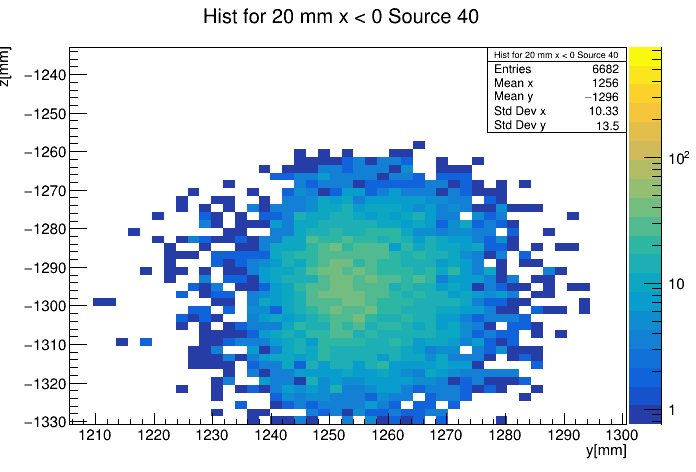 Hist for 20 mm x < 0 Source 40
z[mm]
Hist for 20 mm x < 0 Source 40
Entries 6682
Mean x 1256
Mean y −1296
Std Dev x 10.33
Std Dev y 13.5
−1240
−1250
−1260
−1270
−1280
−1290
−1300
−1310
−1320
−1330
10²
10
1
1210 1220 1230 1240 1250 1260 1270 1280 1290 1300
y[mm]